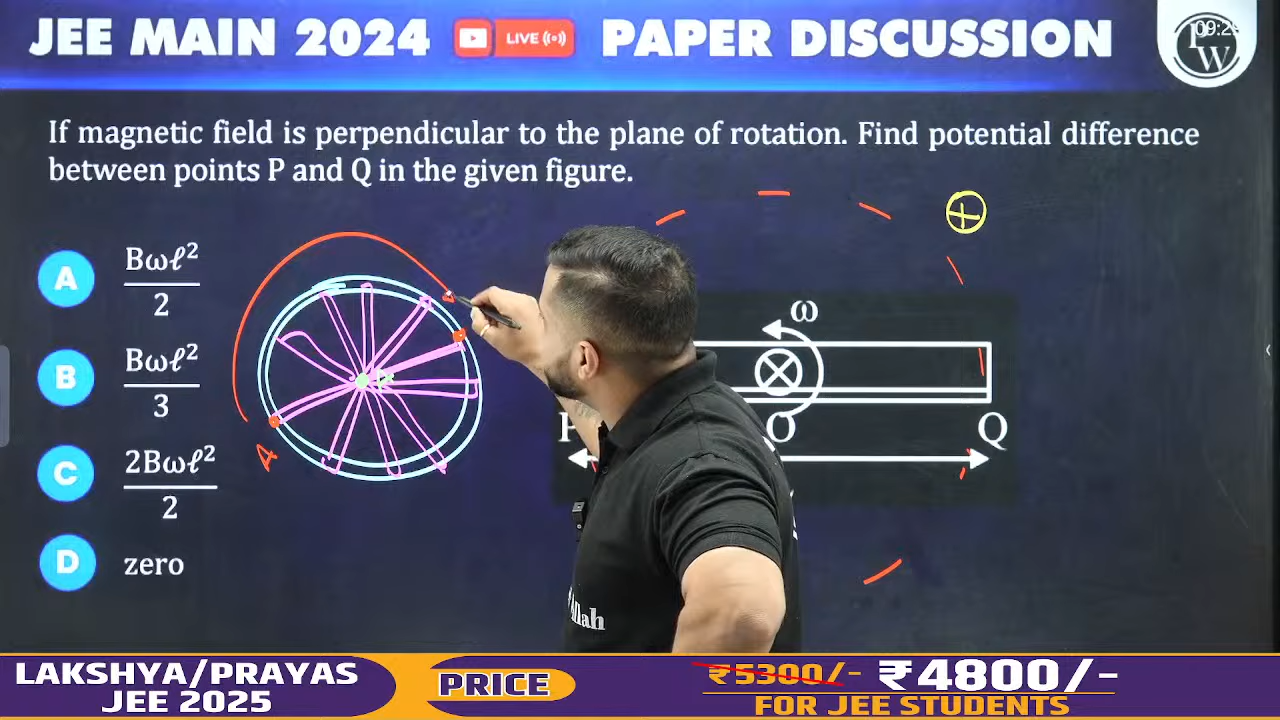 JEE MAIN 2024 LIVE PAPER DISCUSSION
P W
If magnetic field is perpendicular to the plane of rotation. Find potential difference
between points P and Q in the given figure.
A Bωℓ²/2
B Bωℓ²/3
C 2Bωℓ²/2
D zero
A
ω
P O Q
LAKSHYA/PRAYAS
JEE 2025
PRICE
₹5300/- ₹4800/-
FOR JEE STUDENTS